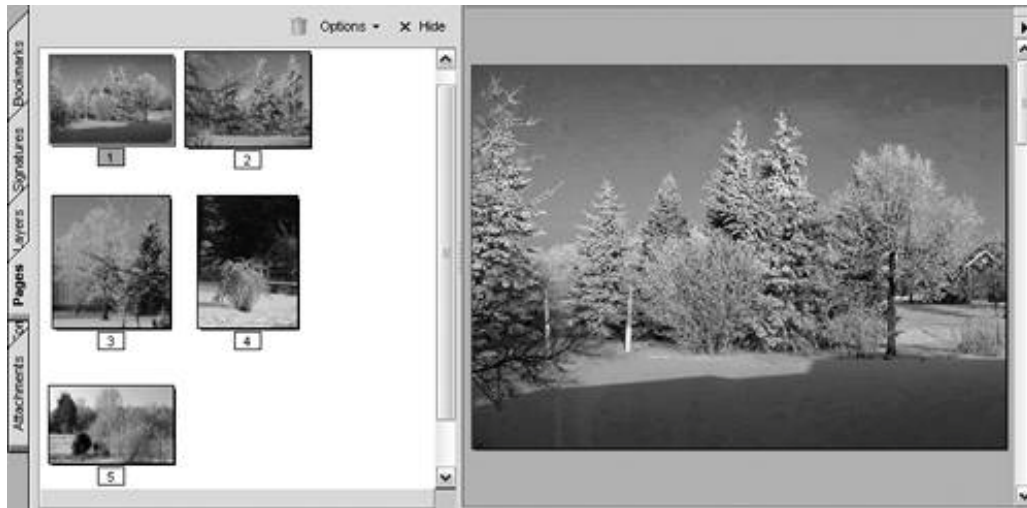 Options
Hide
Bookmarks
Signatures
Layers
Pages
Attachments
1
2
3
4
5